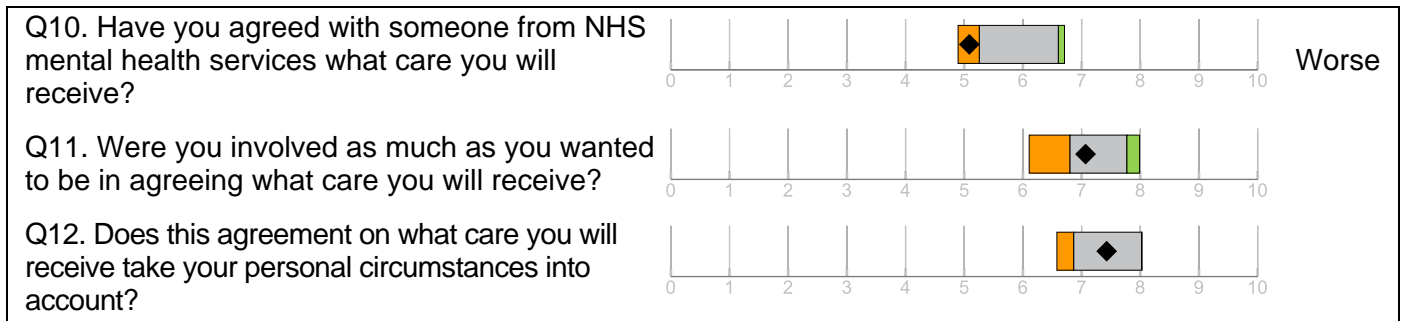 Q10. Have you agreed with someone from NHS
mental health services what care you will
receive?
0 1 2 3 4 5 6 7 8 9 10
Worse
Q11. Were you involved as much as you wanted
to be in agreeing what care you will receive?
0 1 2 3 4 5 6 7 8 9 10
Q12. Does this agreement on what care you will
receive take your personal circumstances into
account?
0 1 2 3 4 5 6 7 8 9 10